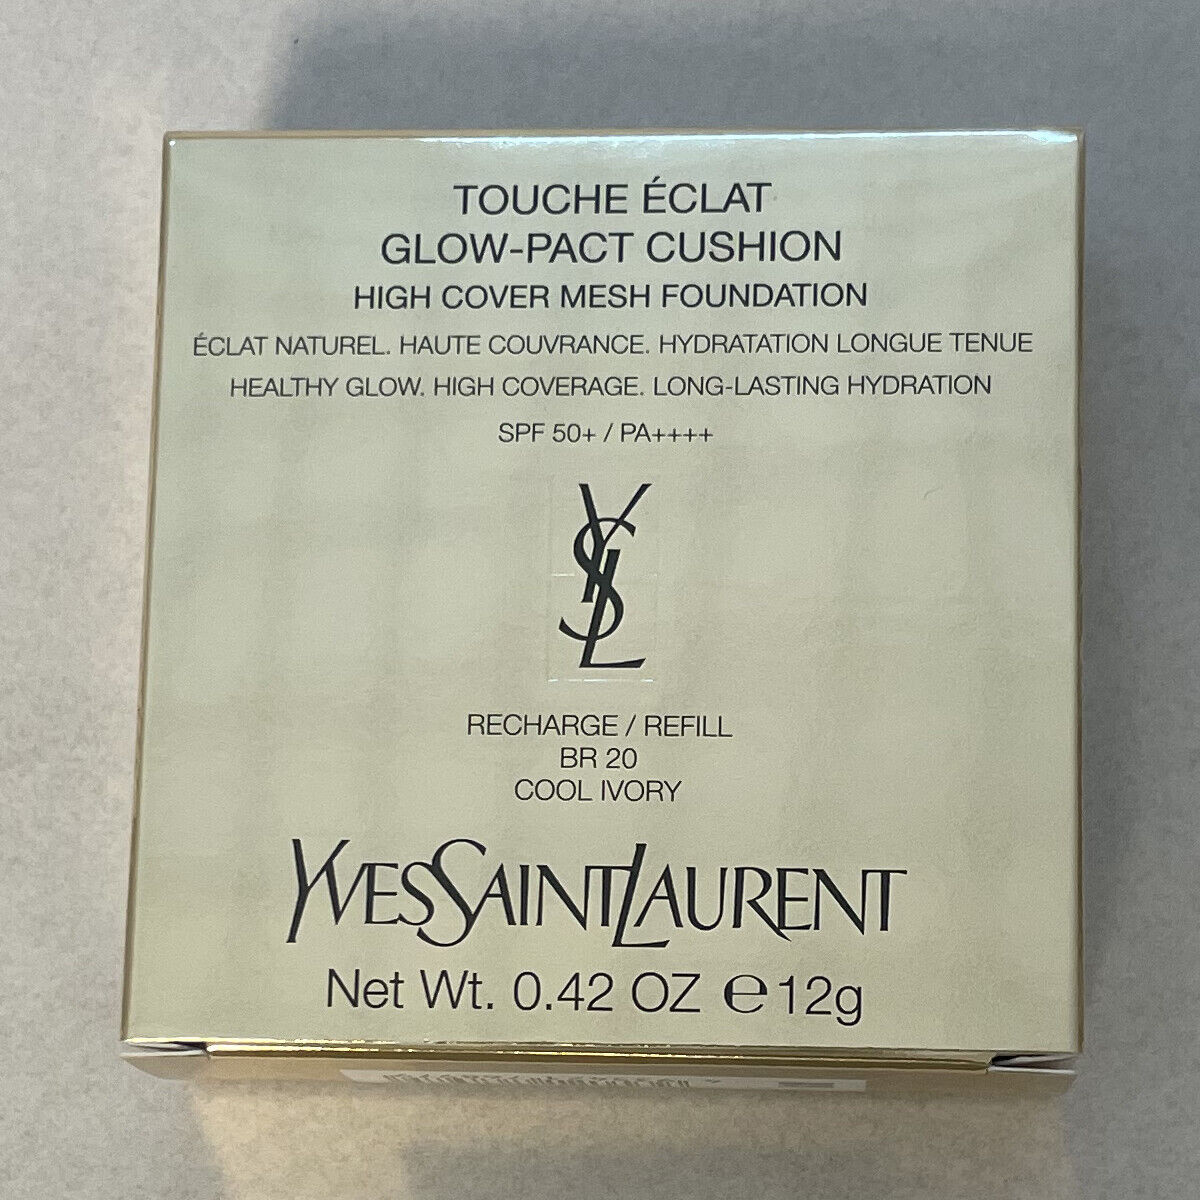 TOUCHE ÉCLAT
GLOW-PACT CUSHION
HIGH COVER MESH FOUNDATION
ÉCLAT NATUREL. HAUTE COUVRANCE. HYDRATATION LONGUE TENUE
HEALTHY GLOW. HIGH COVERAGE. LONG-LASTING HYDRATION
SPF 50+ / PA++++
YSL
RECHARGE / REFILL
BR 20
COOL IVORY
YVESSAINTLAURENT
Net Wt. 0.42 OZ ℮12g